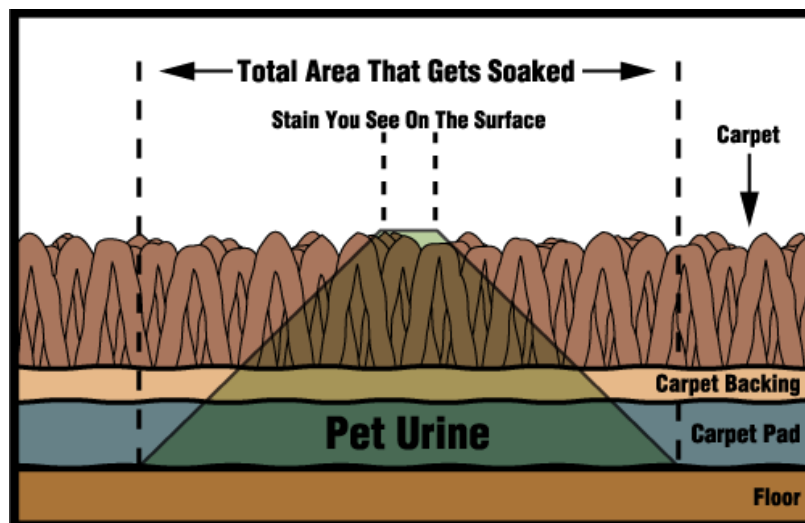 Total Area That Gets Soaked
Stain You See On The Surface
Carpet
Carpet Backing
Pet Urine
Carpet Pad
Floor